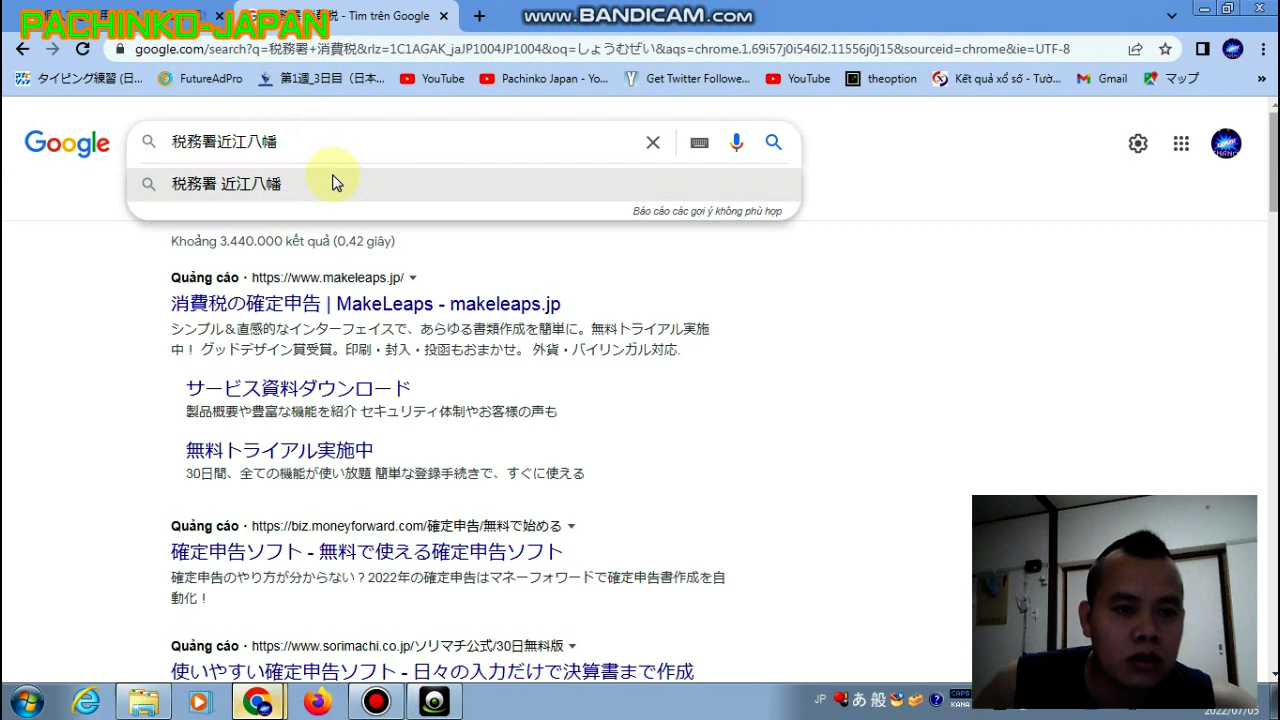 PACHINKO-JAPAN
税 - Tìm trên Google
www.BANDICAM.com
google.com/search?q=税務署+消費税&rlz=1C1AGAK_jaJP1004JP1004&oq=しょうむぜい&aqs=chrome.1.69i57j0i546l2.11556j0j15&sourceid=chrome&ie=UTF-8
タイピング練習 (日...
FutureAdPro
第1週_3日目（日本...
YouTube
Pachinko Japan - Yo...
Get Twitter Followe...
YouTube
theoption
Kết quả xổ số - Tườ...
Gmail
マップ
»
Google
税務署近江八幡
税務署 近江八幡
Báo cáo các gợi ý không phù hợp
Khoảng 3.440.000 kết quả (0,42 giây)
Quảng cáo · https://www.makeleaps.jp/
消費税の確定申告 | MakeLeaps - makeleaps.jp
シンプル＆直感的なインターフェイスで、あらゆる書類作成を簡単に。無料トライアル実施
中！ グッドデザイン賞受賞。印刷・封入・投函もおまかせ。 外貨・バイリンガル対応.
サービス資料ダウンロード
製品概要や豊富な機能を紹介 セキュリティ体制やお客様の声も
無料トライアル実施中
30日間、全ての機能が使い放題 簡単な登録手続きで、すぐに使える
Quảng cáo · https://biz.moneyforward.com/確定申告/無料で始める
確定申告ソフト - 無料で使える確定申告ソフト
確定申告のやり方が分からない？2022年の確定申告はマネーフォワードで確定申告書作成を自
動化！
Quảng cáo · https://www.sorimachi.co.jp/ソリマチ公式/30日無料版
使いやすい確定申告ソフト - 日々の入力だけで決算書まで作成
JP
あ 般
CAPS
KANA
2022/07/03